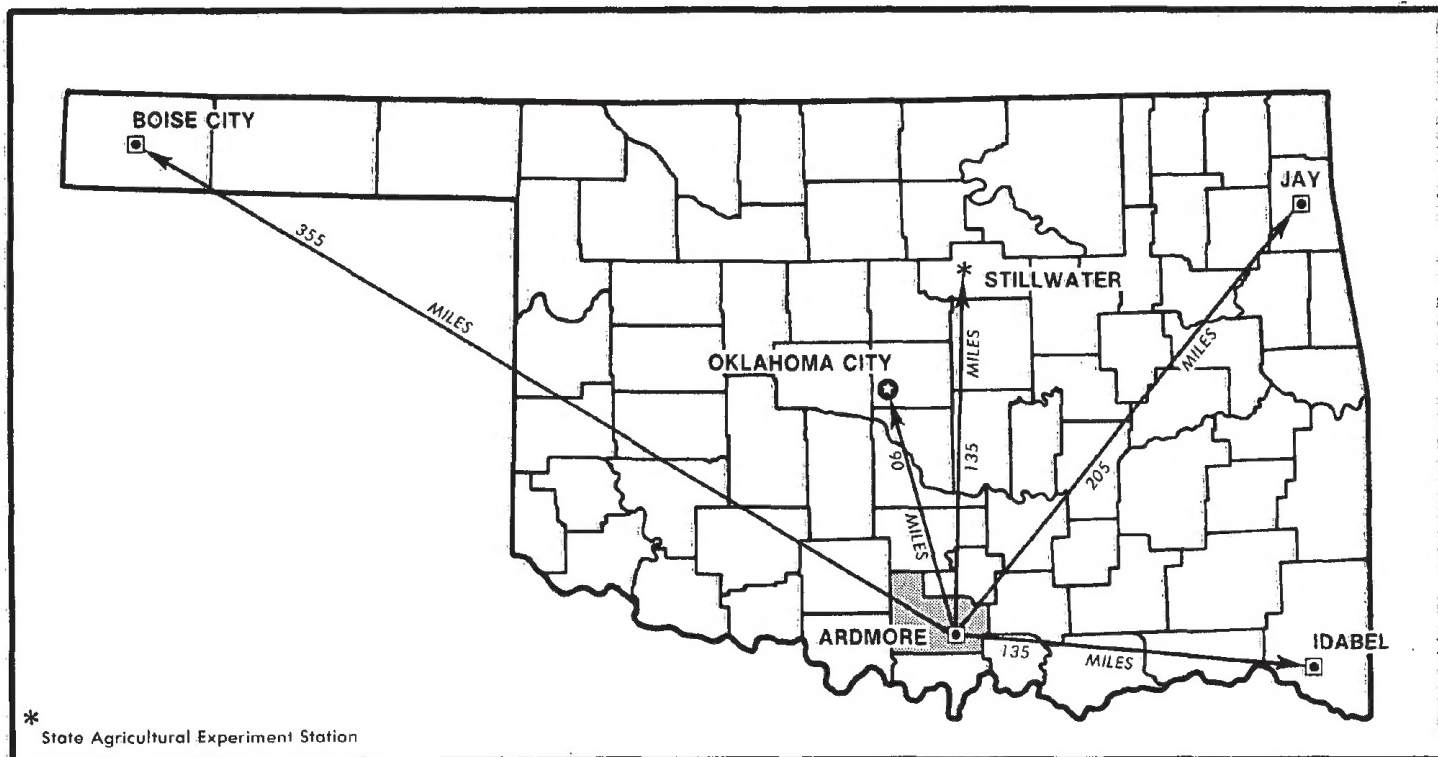 BOISE CITY
JAY
355
MILES
* STILLWATER
MILES
MILES
OKLAHOMA CITY
90
135
205
MILES
ARDMORE
135
MILES
IDABEL
*
State Agricultural Experiment Station